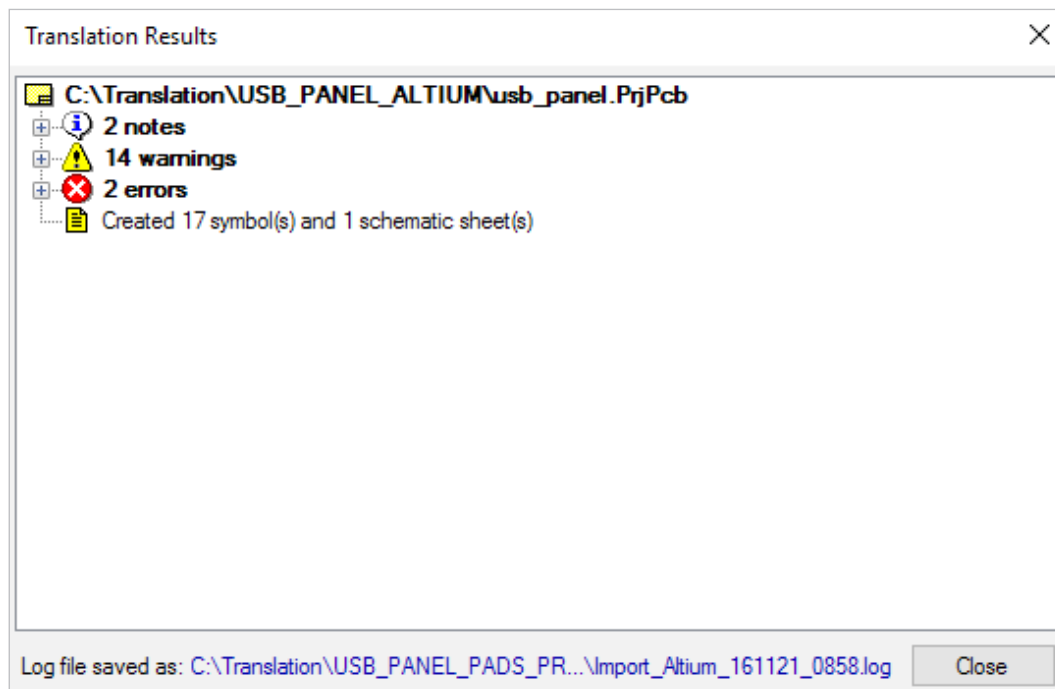 Translation Results
C:\Translation\USB_PANEL_ALTIUM\usb_panel.PrjPcb
2 notes
14 warnings
2 errors
Created 17 symbol(s) and 1 schematic sheet(s)
Log file saved as: C:\Translation\USB_PANEL_PADS_PR...\Import_Altium_161121_0858.log Close